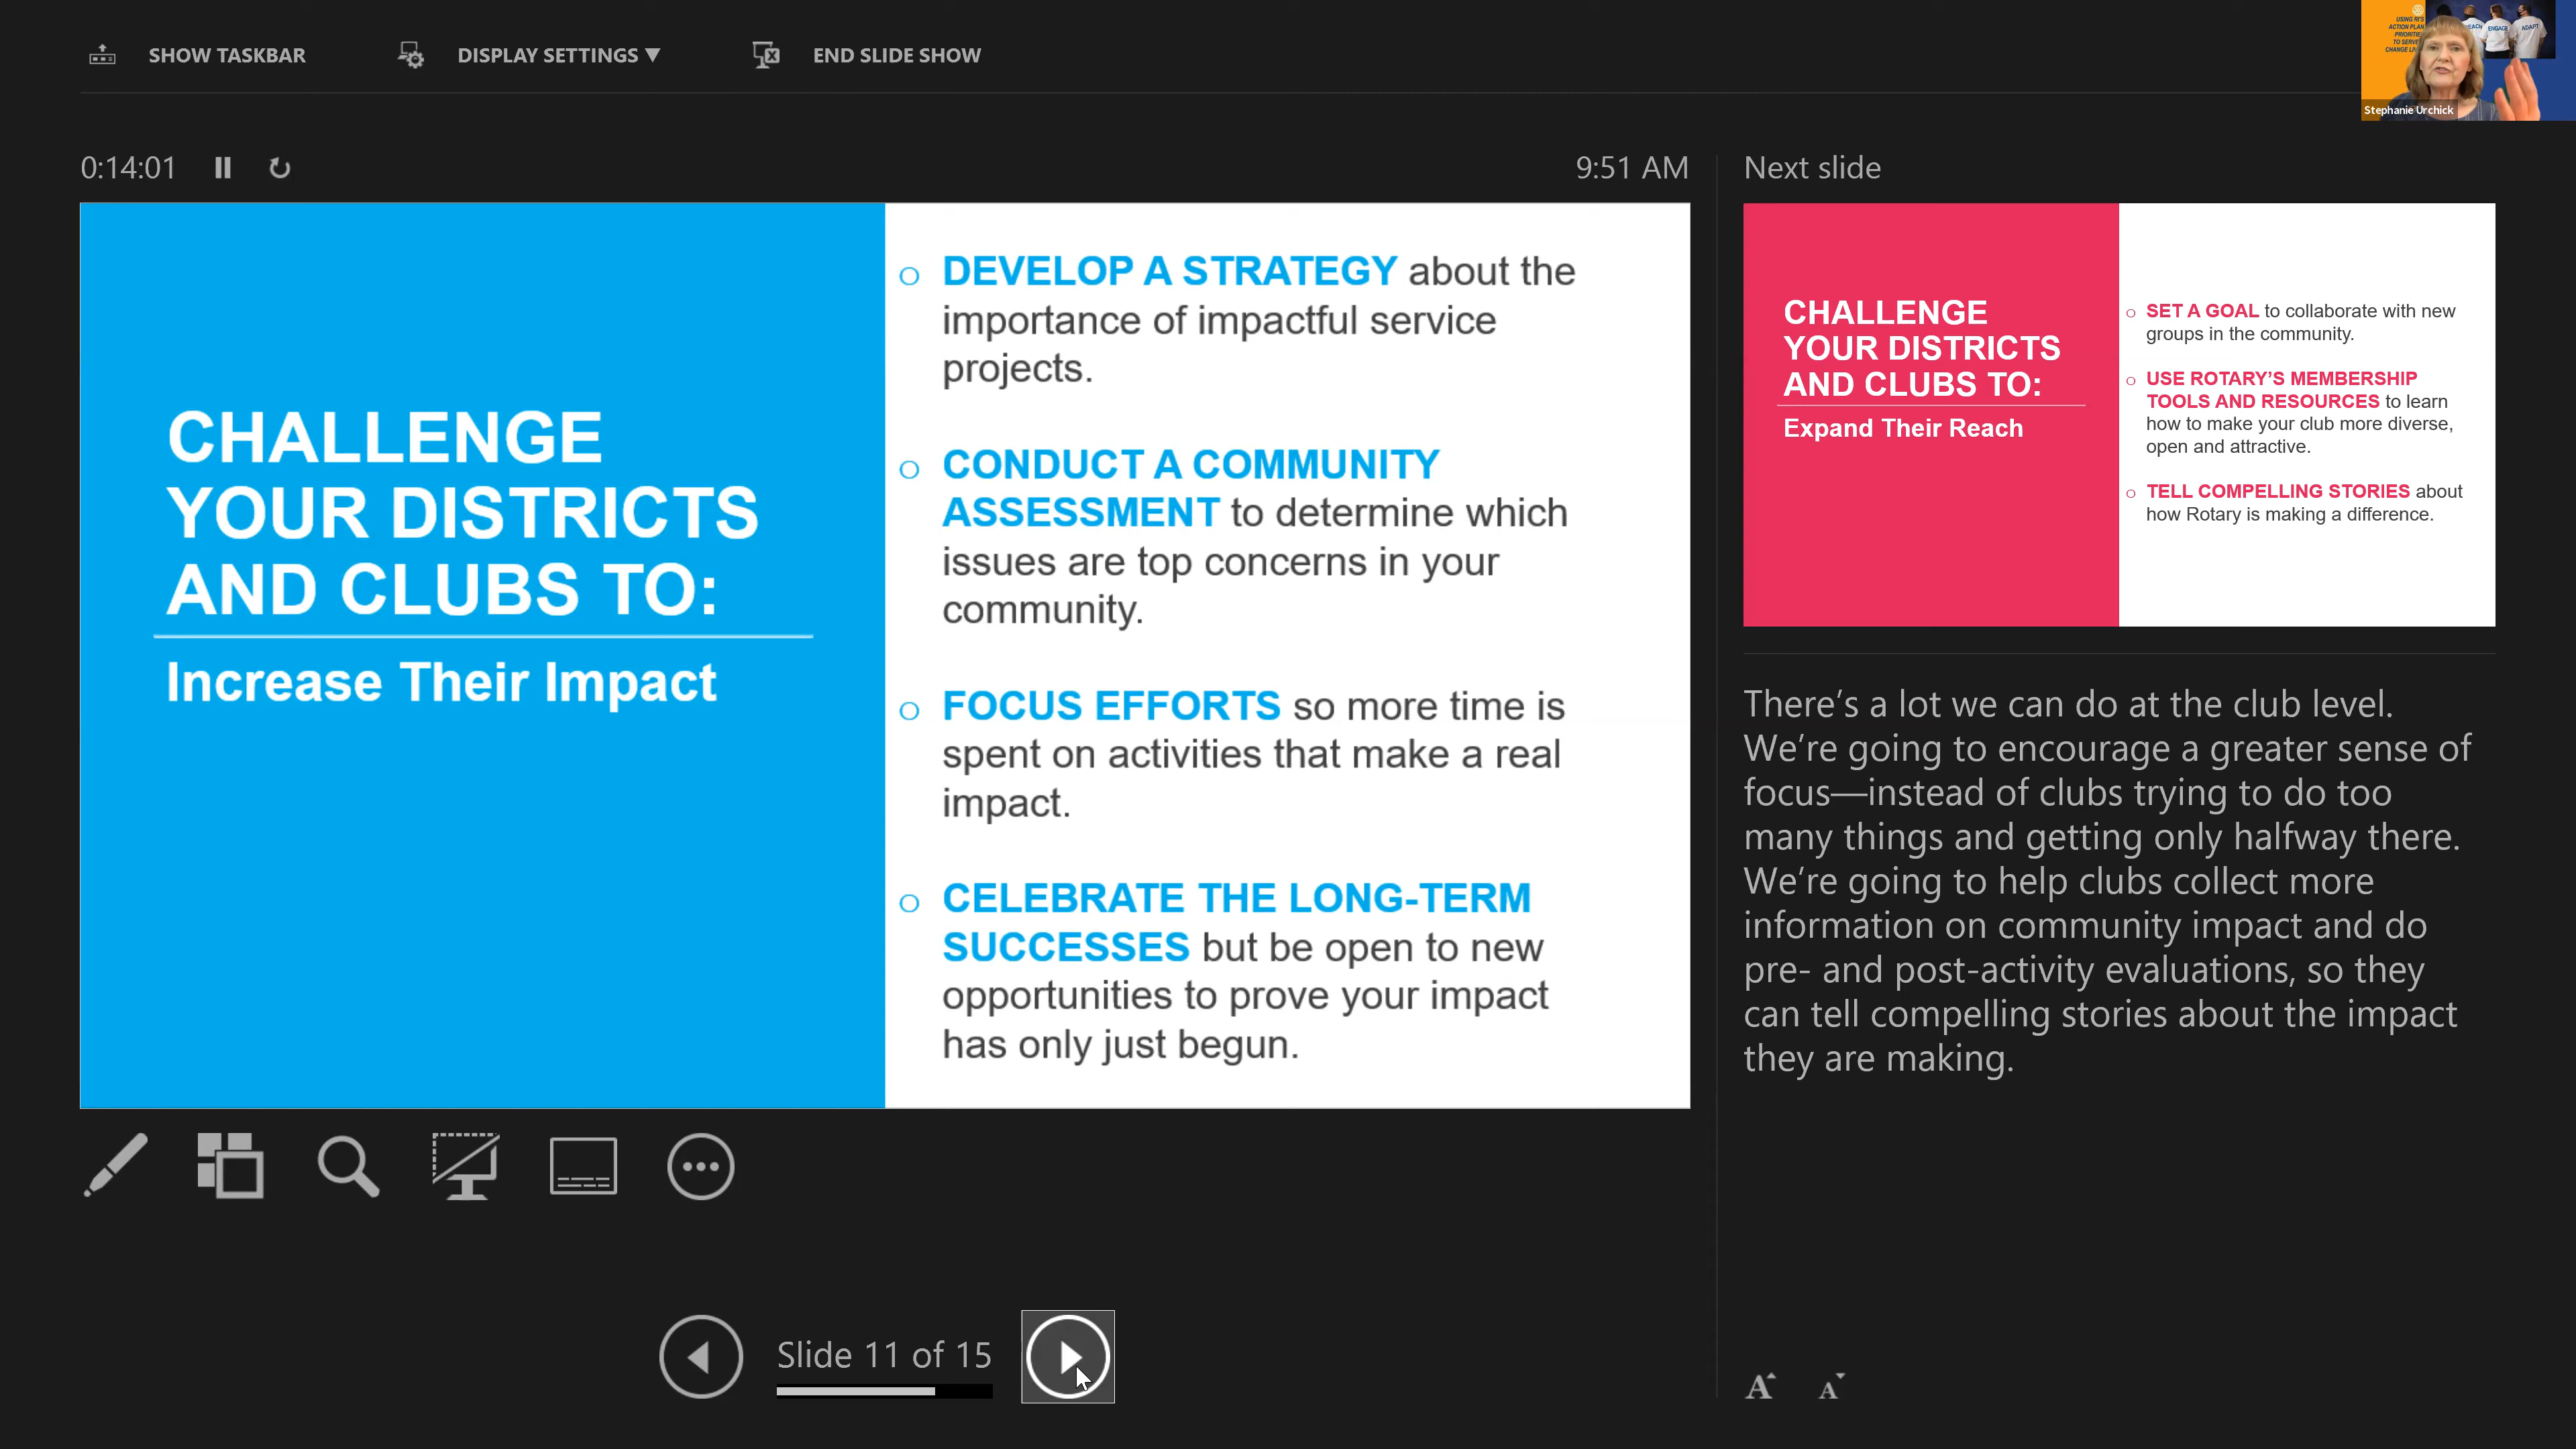 SHOW TASKBAR
DISPLAY SETTINGS ▼
END SLIDE SHOW
USING RI'S
ACTION PLAN
TO SERVE
ENGAGE
ADAPT
Stephanie Urchick
0:14:01
9:51 AM
CHALLENGE
YOUR DISTRICTS
AND CLUBS TO:
Increase Their Impact
o DEVELOP A STRATEGY about the
importance of impactful service
projects.
o CONDUCT A COMMUNITY
ASSESSMENT to determine which
issues are top concerns in your
community.
o FOCUS EFFORTS so more time is
spent on activities that make a real
impact.
o CELEBRATE THE LONG-TERM
SUCCESSES but be open to new
opportunities to prove your impact
has only just begun.
Slide 11 of 15
Next slide
CHALLENGE
YOUR DISTRICTS
AND CLUBS TO:
Expand Their Reach
o SET A GOAL to collaborate with new
groups in the community.
o USE ROTARY'S MEMBERSHIP
TOOLS AND RESOURCES to learn
how to make your club more diverse,
open and attractive.
o TELL COMPELLING STORIES about
how Rotary is making a difference.
There's a lot we can do at the club level.
We're going to encourage a greater sense of
focus—instead of clubs trying to do too
many things and getting only halfway there.
We're going to help clubs collect more
information on community impact and do
pre- and post-activity evaluations, so they
can tell compelling stories about the impact
they are making.
A A